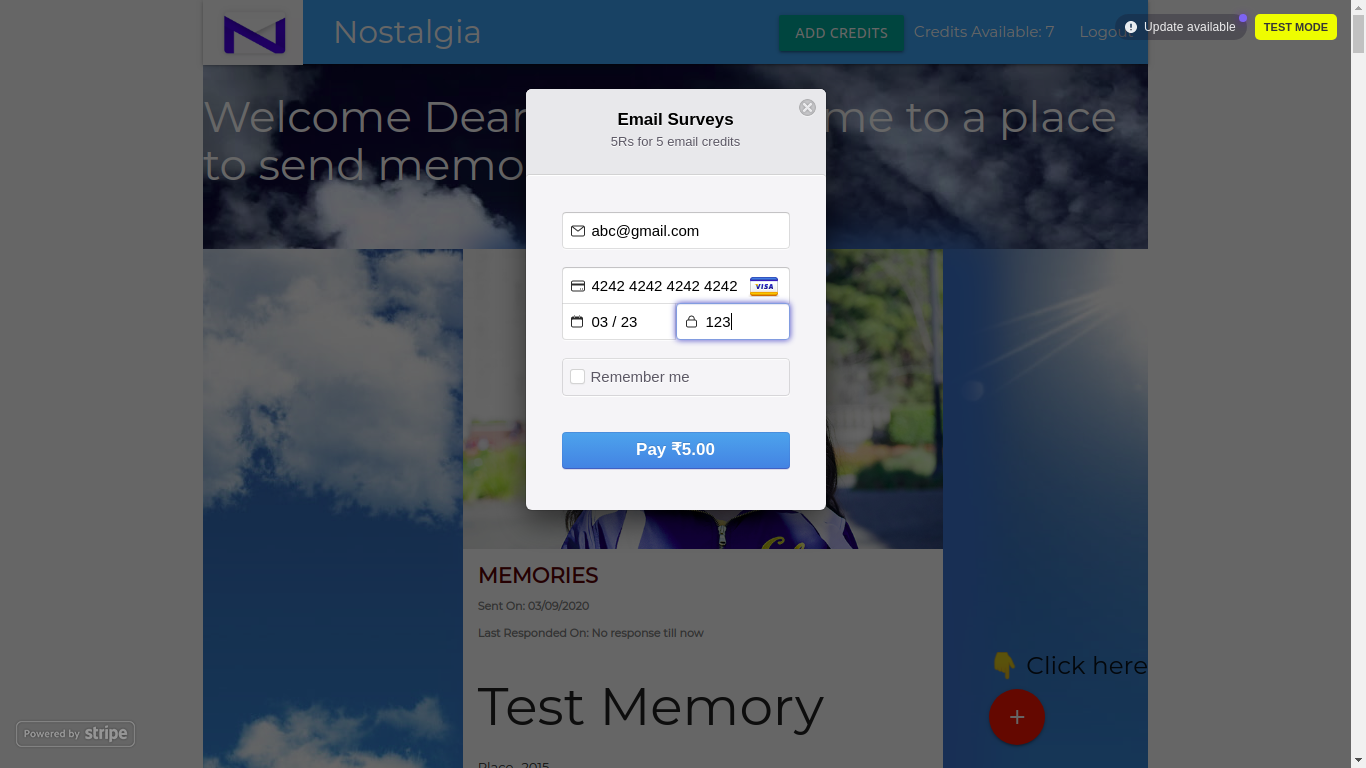 Nostalgia
ADD CREDITS
Credits Available: 7
Logout
Update available
TEST MODE
Welcome Dear
me to a place
to send memo
Email Surveys
5Rs for 5 email credits
abc@gmail.com
4242 4242 4242 4242
VISA
03 / 23
123
Remember me
Pay ₹5.00
MEMORIES
Sent On: 03/09/2020
Last Responded On: No response till now
👇 Click here
+
Test Memory
Place, 2015
Powered by stripe